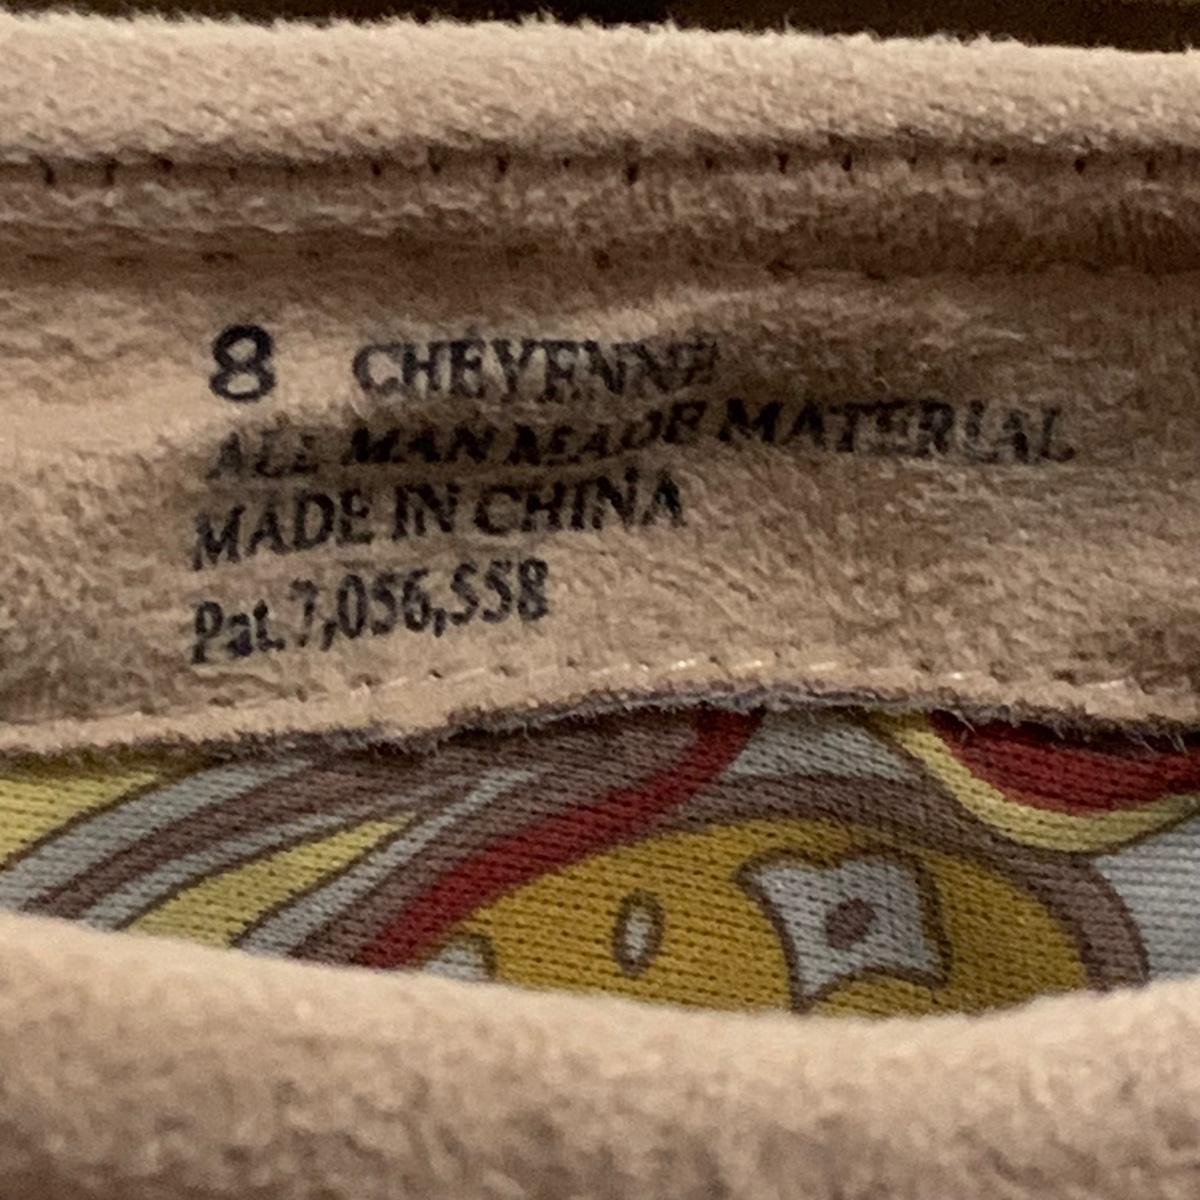 8 CHEYENNE
ALL MAN MADE MATERIAL
MADE IN CHINA
Pat. 7,056,558